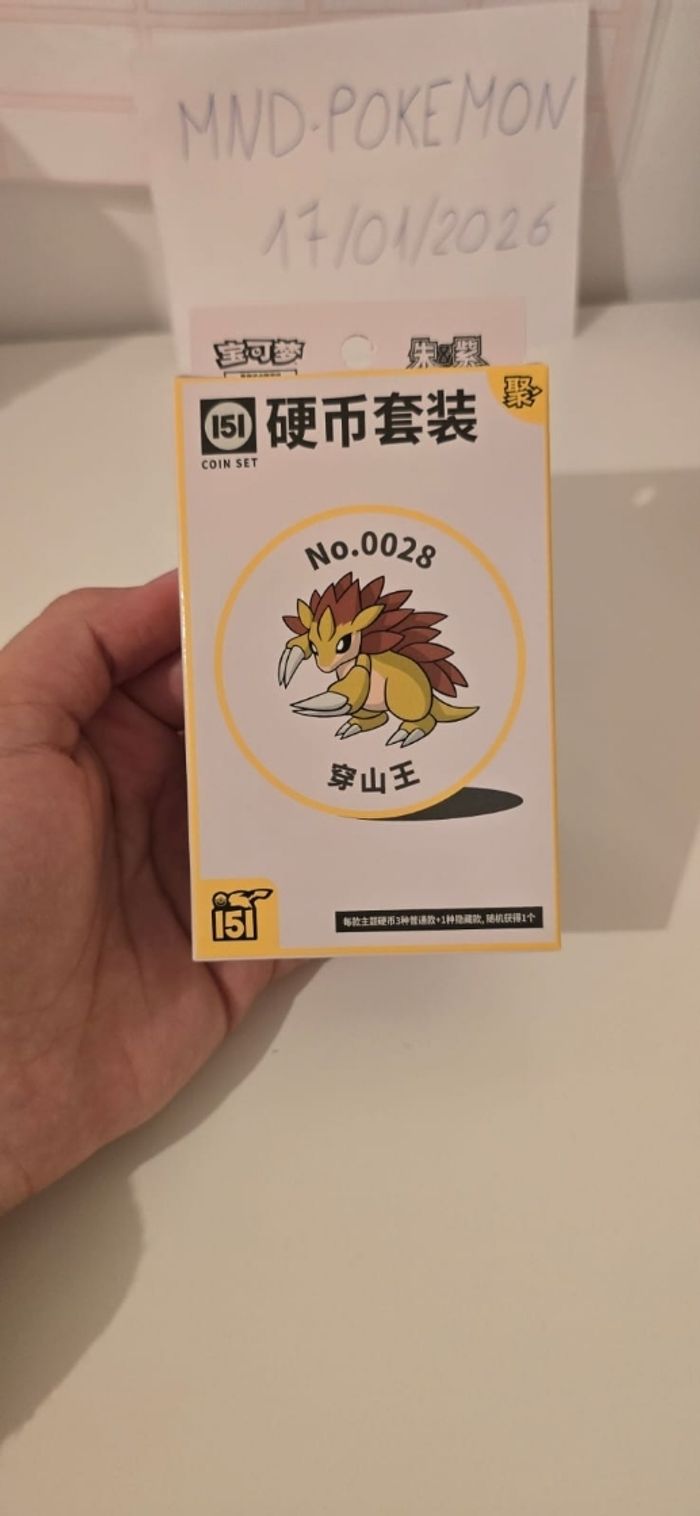 MND.POKEMON
17/01/2026
宝可梦
朱 紫
聚
151 硬币套装
COIN SET
No.0028
穿山王
151
每款主题硬币3种普通款+1种隐藏款, 随机获得1个